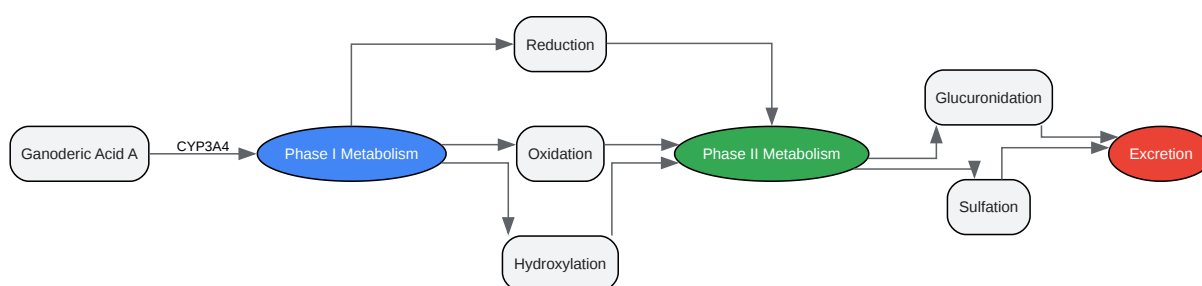 Ganoderic Acid A
CYP3A4
Phase I Metabolism
Reduction
Oxidation
Hydroxylation
Phase II Metabolism
Glucuronidation
Sulfation
Excretion